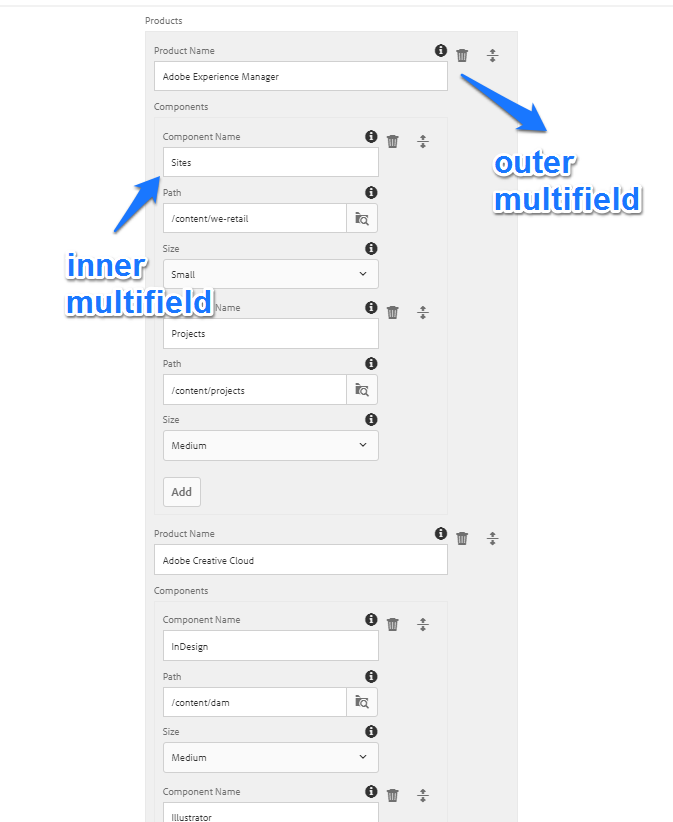 Products
Product Name
Adobe Experience Manager
Components
Component Name
Sites
Path
/content/we-retail
Size
Small
outer
multifield
inner
multifield
Name
Projects
Path
/content/projects
Size
Medium
Add
Product Name
Adobe Creative Cloud
Components
Component Name
InDesign
Path
/content/dam
Size
Medium
Component Name
Illustrator